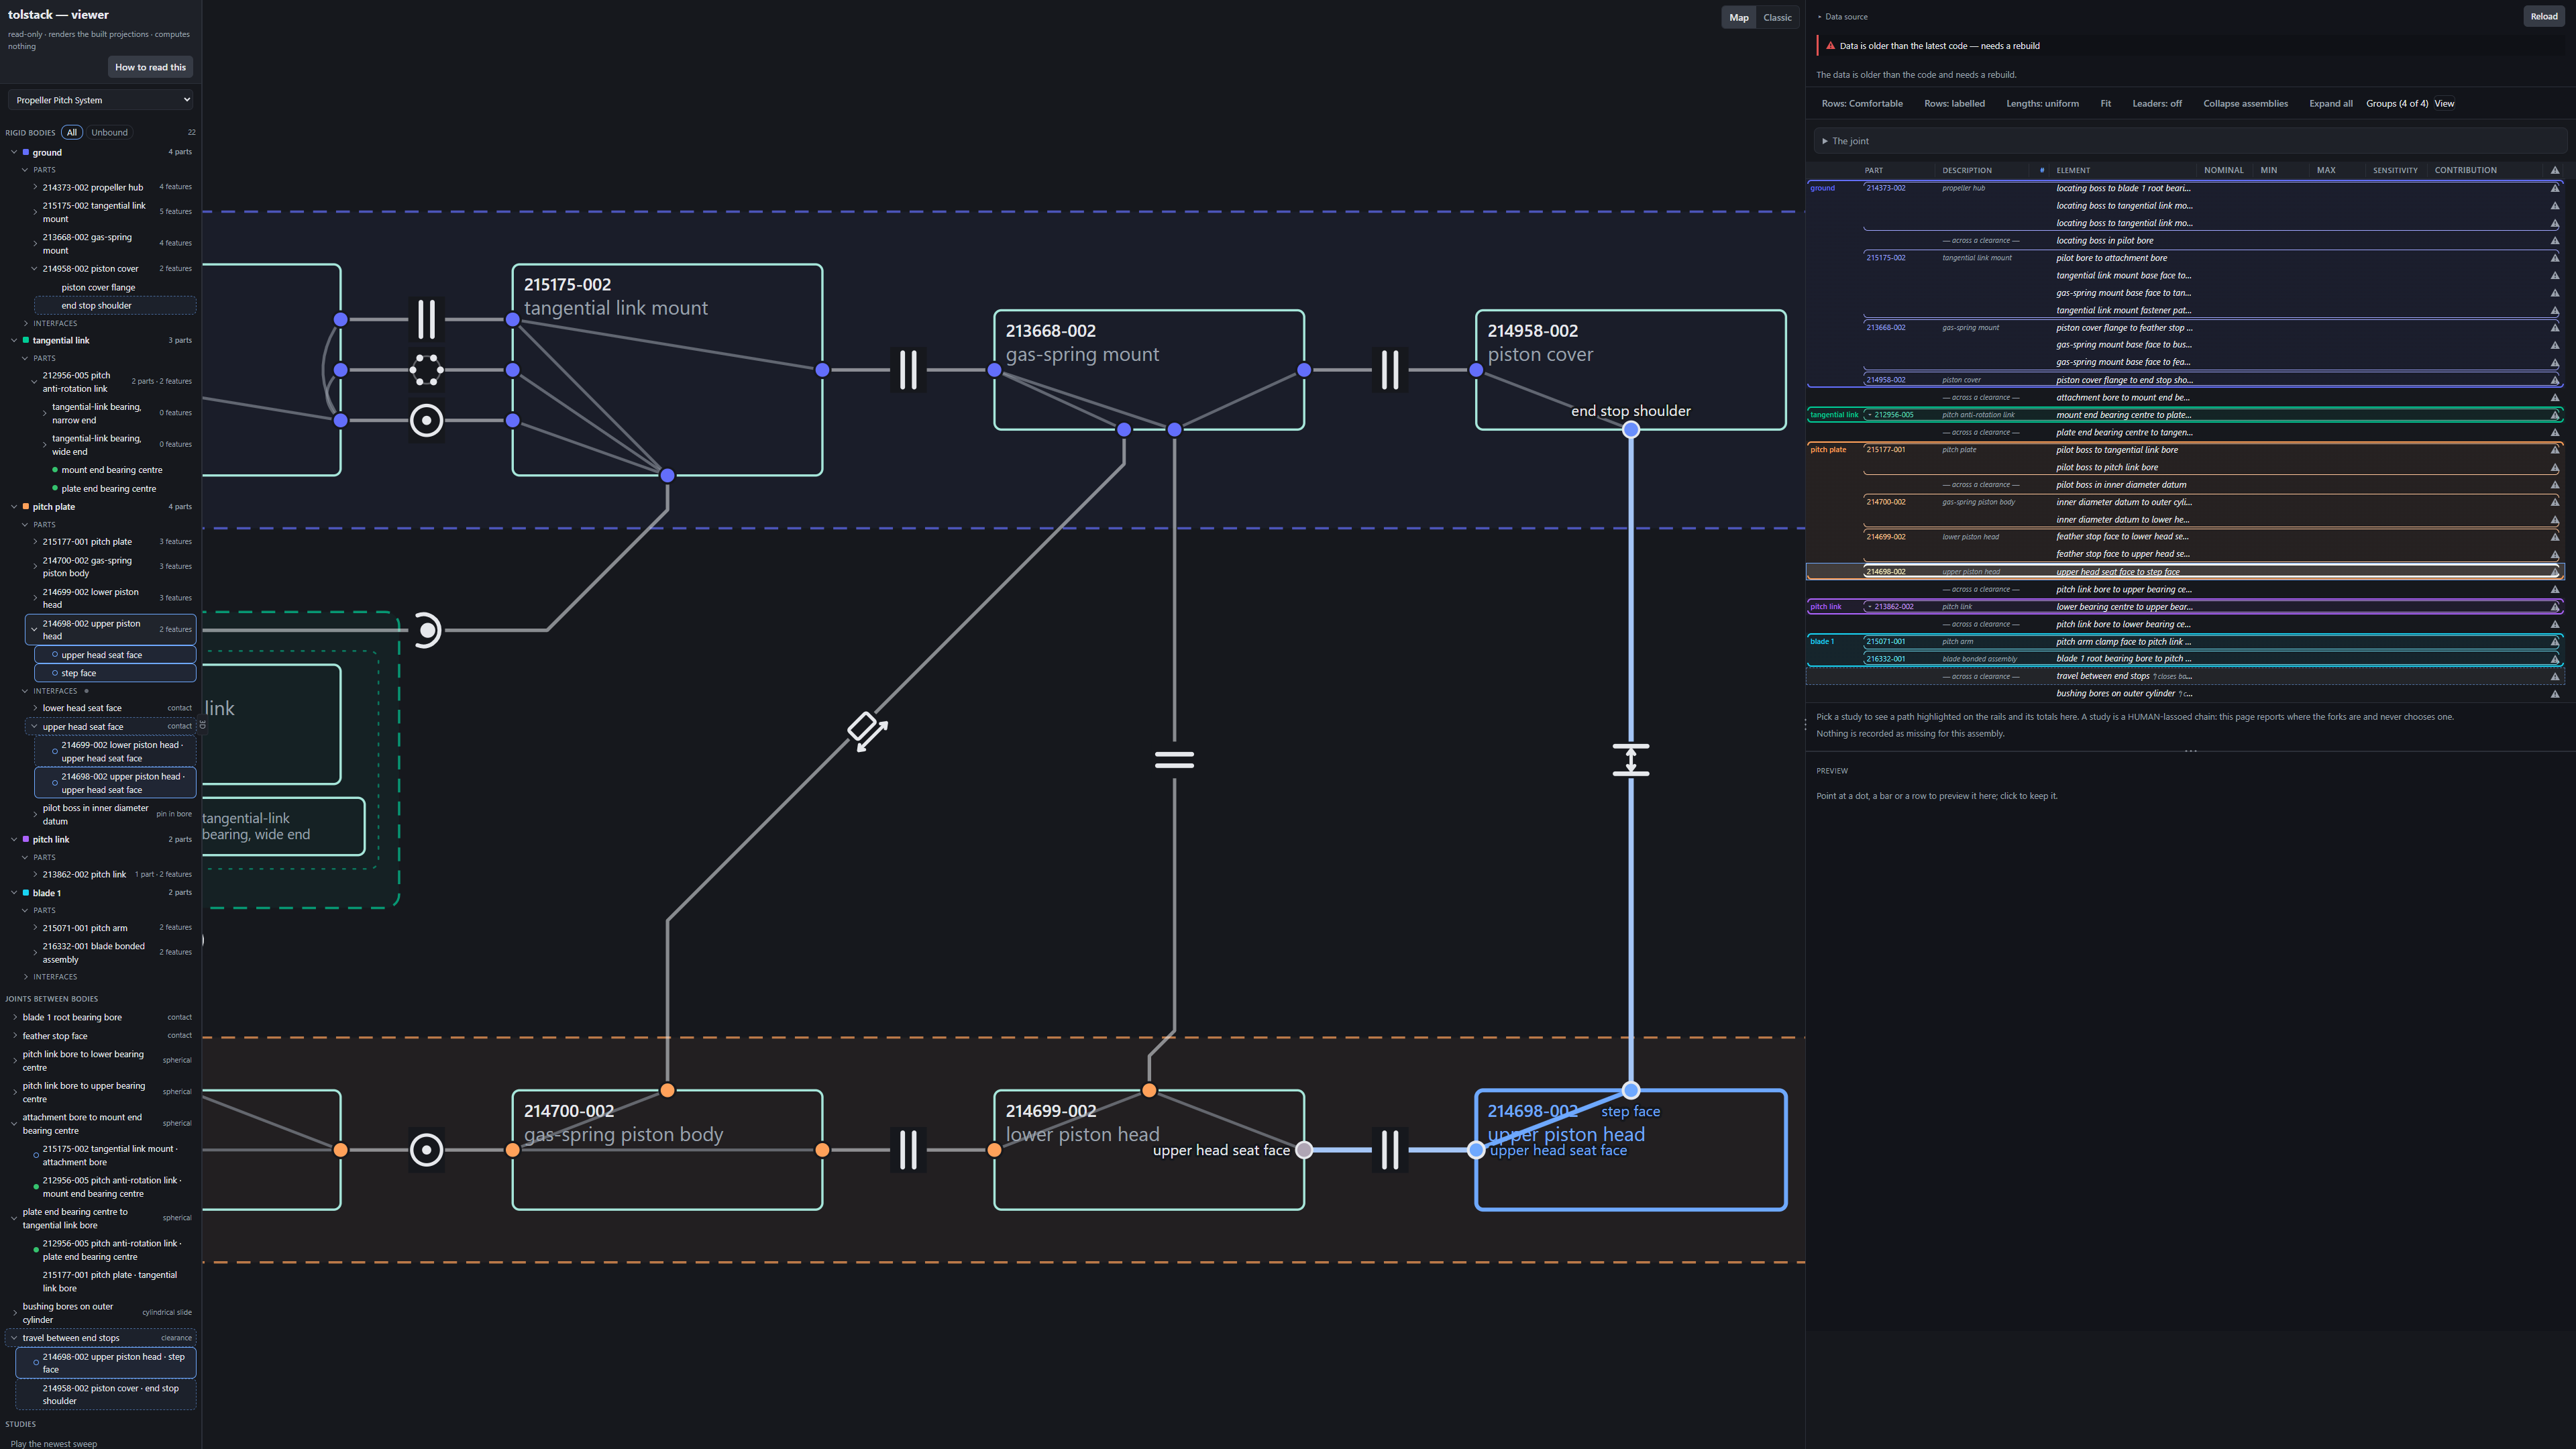 tolstack — viewer
read-only · renders the built projections · computes
nothing
How to read this
Propeller Pitch System
RIGID BODIES All Unbound 22
ground 4 parts
PARTS
214373-002 propeller hub 4 features
215175-002 tangential link
mount 5 features
213668-002 gas-spring
mount 4 features
214958-002 piston cover 2 features
piston cover flange
end stop shoulder
INTERFACES
tangential link 3 parts
PARTS
212956-005 pitch
anti-rotation link 2 parts · 2 features
tangential-link bearing,
narrow end 0 features
tangential-link bearing,
wide end 0 features
mount end bearing centre
plate end bearing centre
pitch plate 4 parts
PARTS
215177-001 pitch plate 3 features
214700-002 gas-spring
piston body 3 features
214699-002 lower piston
head 3 features
214698-002 upper piston
head 2 features
upper head seat face
step face
INTERFACES
lower head seat face contact
upper head seat face contact
214699-002 lower piston head ·
upper head seat face
214698-002 upper piston head ·
upper head seat face
pilot boss in inner diameter
datum pin in bore
pitch link 2 parts
PARTS
213862-002 pitch link 1 part · 2 features
blade 1 2 parts
PARTS
215071-001 pitch arm 2 features
216332-001 blade bonded
assembly 2 features
INTERFACES
JOINTS BETWEEN BODIES
blade 1 root bearing bore contact
feather stop face contact
pitch link bore to lower bearing
centre spherical
pitch link bore to upper bearing
centre spherical
attachment bore to mount end
bearing centre spherical
215175-002 tangential link mount ·
attachment bore
212956-005 pitch anti-rotation link ·
mount end bearing centre
plate end bearing centre to
tangential link bore spherical
212956-005 pitch anti-rotation link ·
plate end bearing centre
215177-001 pitch plate · tangential
link bore
bushing bores on outer
cylinder cylindrical slide
travel between end stops clearance
214698-002 upper piston head · step
face
214958-002 piston cover · end stop
shoulder
STUDIES
Play the newest sweep
Map Classic
215175-002
tangential link mount
213668-002
gas-spring mount
214958-002
piston cover
end stop shoulder
link
tangential-link
bearing, wide end
214700-002
gas-spring piston body
214699-002
lower piston head
upper head seat face
214698-002
step face
upper piston head
upper head seat face
Data source
Reload
Data is older than the latest code — needs a rebuild
The data is older than the code and needs a rebuild.
Rows: Comfortable Rows: labelled Lengths: uniform Fit Leaders: off Collapse assemblies Expand all Groups (4 of 4) View
The joint
PART DESCRIPTION # ELEMENT NOMINAL MIN MAX SENSITIVITY CONTRIBUTION
ground 214373-002 propeller hub locating boss to blade 1 root beari...
locating boss to tangential link mo...
locating boss to tangential link mo...
— across a clearance — locating boss in pilot bore
215175-002 tangential link mount pilot bore to attachment bore
tangential link mount base face to...
gas-spring mount base face to tan...
tangential link mount fastener pat...
213668-002 gas-spring mount piston cover flange to feather stop ...
gas-spring mount base face to bus...
gas-spring mount base face to fea...
214958-002 piston cover piston cover flange to end stop sho...
— across a clearance — attachment bore to mount end be...
tangential link 212956-005 pitch anti-rotation link mount end bearing centre to plate...
— across a clearance — plate end bearing centre to tangen...
pitch plate 215177-001 pitch plate pilot boss to tangential link bore
pilot boss to pitch link bore
— across a clearance — pilot boss in inner diameter datum
214700-002 gas-spring piston body inner diameter datum to outer cyli...
inner diameter datum to lower he...
214699-002 lower piston head feather stop face to lower head se...
feather stop face to upper head se...
214698-002 upper piston head upper head seat face to step face
— across a clearance — pitch link bore to upper bearing ce...
pitch link 213862-002 pitch link lower bearing centre to upper bear...
— across a clearance — pitch link bore to lower bearing ce...
blade 1 215071-001 pitch arm pitch arm clamp face to pitch link ...
216332-001 blade bonded assembly blade 1 root bearing bore to pitch ...
— across a clearance — travel between end stops closes ba...
bushing bores on outer cylinder
Pick a study to see a path highlighted on the rails and its totals here. A study is a HUMAN-lassoed chain: this page reports where the forks are and never chooses one.
Nothing is recorded as missing for this assembly.
PREVIEW
Point at a dot, a bar or a row to preview it here; click to keep it.